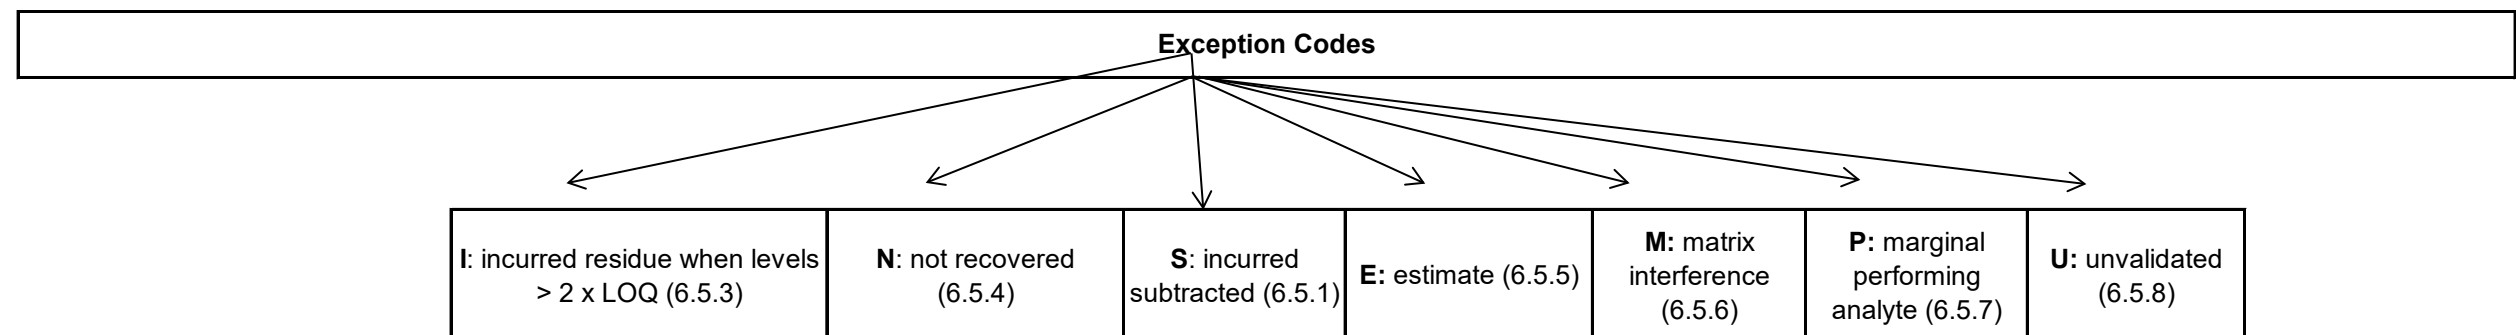 Exception Codes
I: incurred residue when levels
> 2 x LOQ (6.5.3)
N: not recovered
(6.5.4)
S: incurred
subtracted (6.5.1)
E: estimate (6.5.5)
M: matrix
interference
(6.5.6)
P: marginal
performing
analyte (6.5.7)
U: unvalidated
(6.5.8)